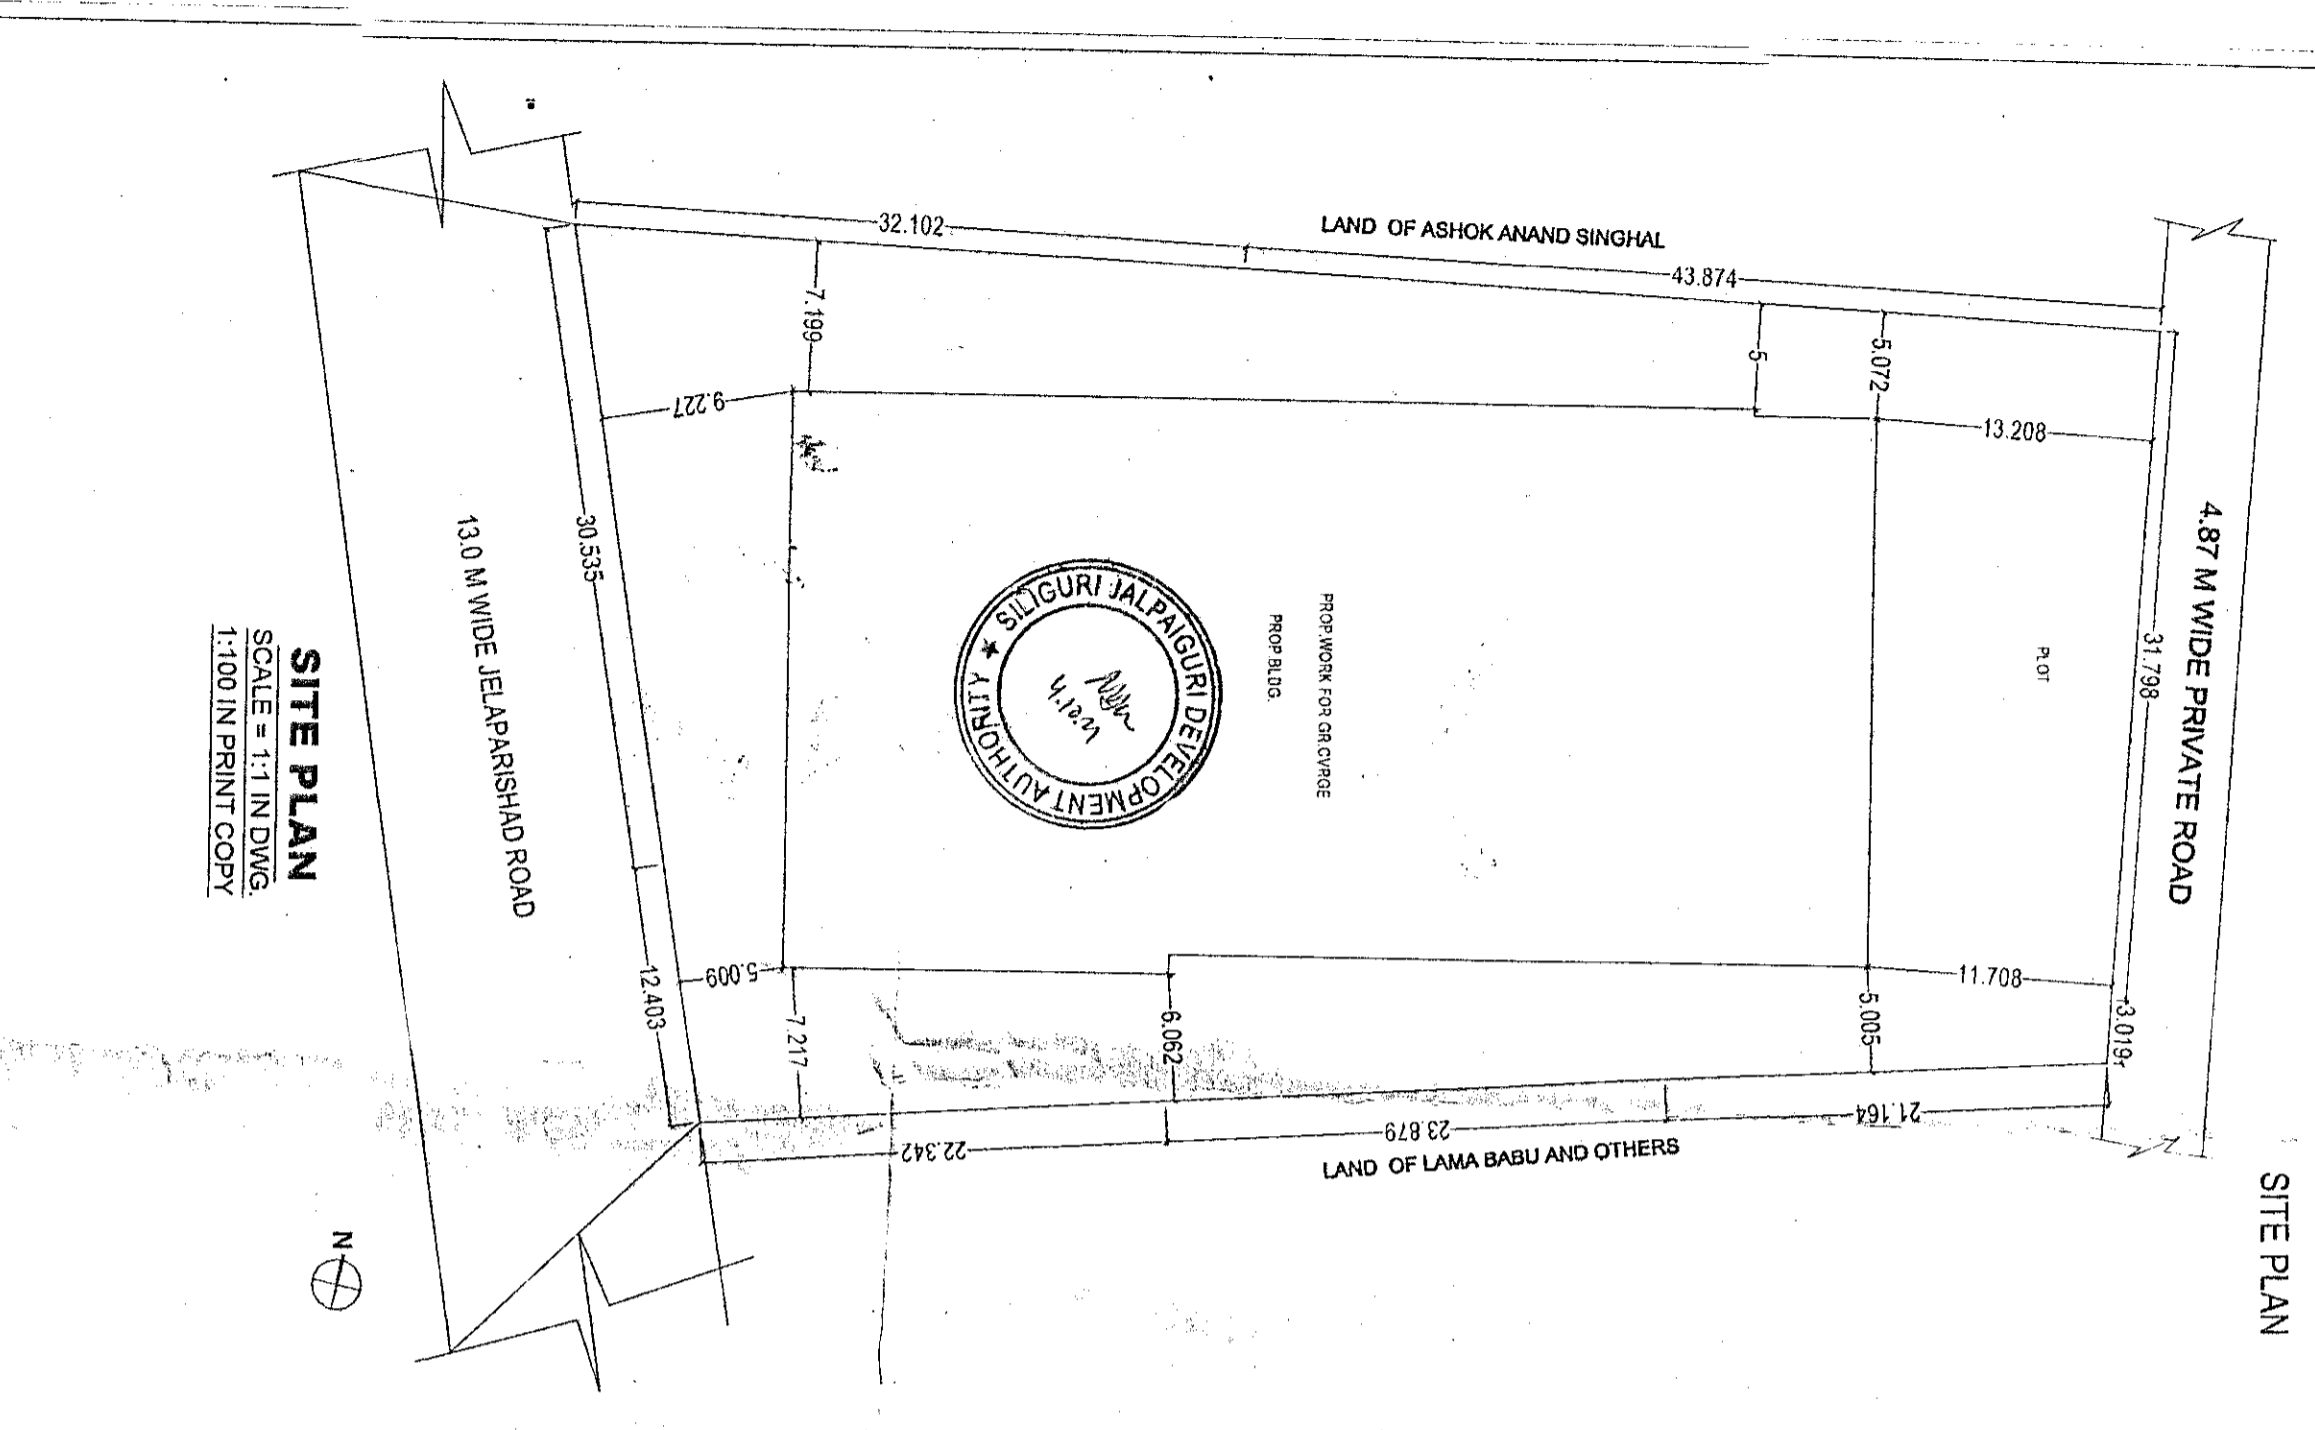 LAND OF ASHOK ANAND SINGHAL
32.102
43.874
7.199
5
5.072
9.227
13.208
30.535
13.0 M WIDE JELAPARISHAD ROAD
SILIGURI JALPAIGURI DEVELOPMENT AUTHORITY ★
PROP.BLDG.
PROP.WORK FOR GR.CVRGE
PLOT
31.798
4.87 M WIDE PRIVATE ROAD
12.403
5.009
7.217
6.062
5.005
11.708
3.019
22.342
23.879
21.164
LAND OF LAMA BABU AND OTHERS
SITE PLAN
SCALE = 1:1 IN DWG.
1:100 IN PRINT COPY
N
SITE PLAN